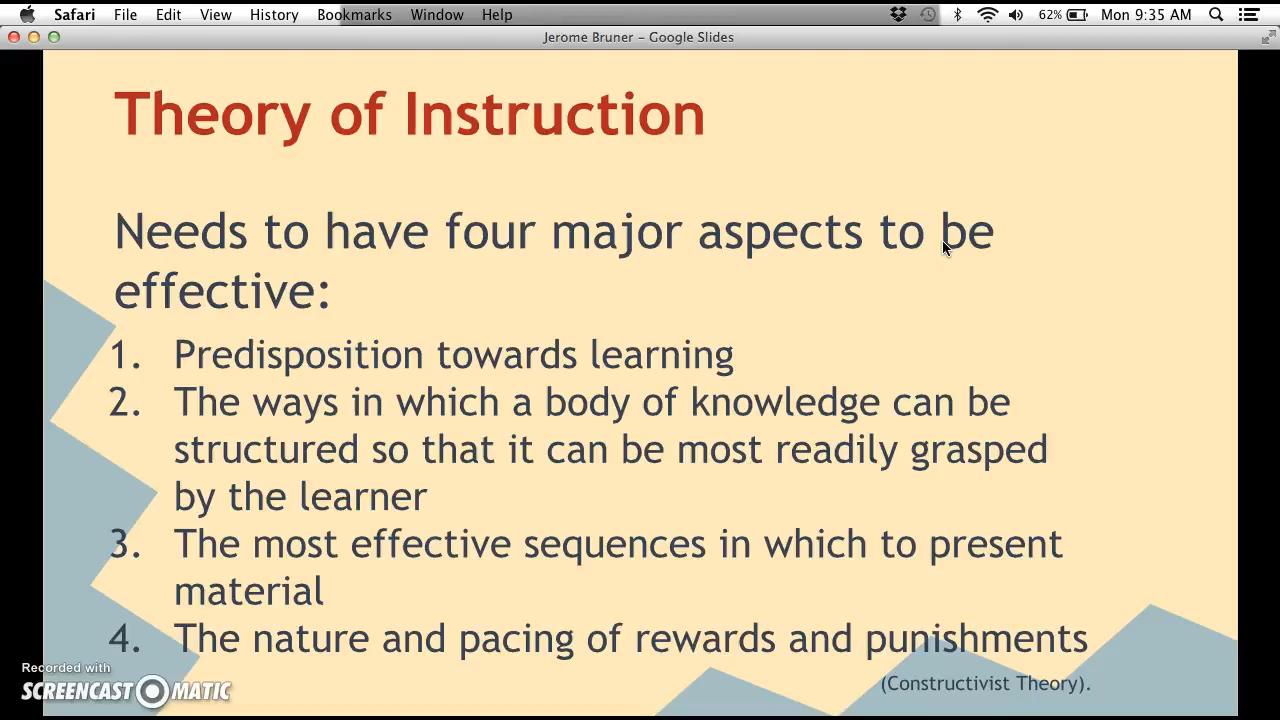 Safari File Edit View History Bookmarks Window Help 62% Mon 9:35 AM
Jerome Bruner – Google Slides
Theory of Instruction
Needs to have four major aspects to be
effective:
1. Predisposition towards learning
2. The ways in which a body of knowledge can be
structured so that it can be most readily grasped
by the learner
3. The most effective sequences in which to present
material
4. The nature and pacing of rewards and punishments
(Constructivist Theory).
Recorded with
SCREENCAST MATIC